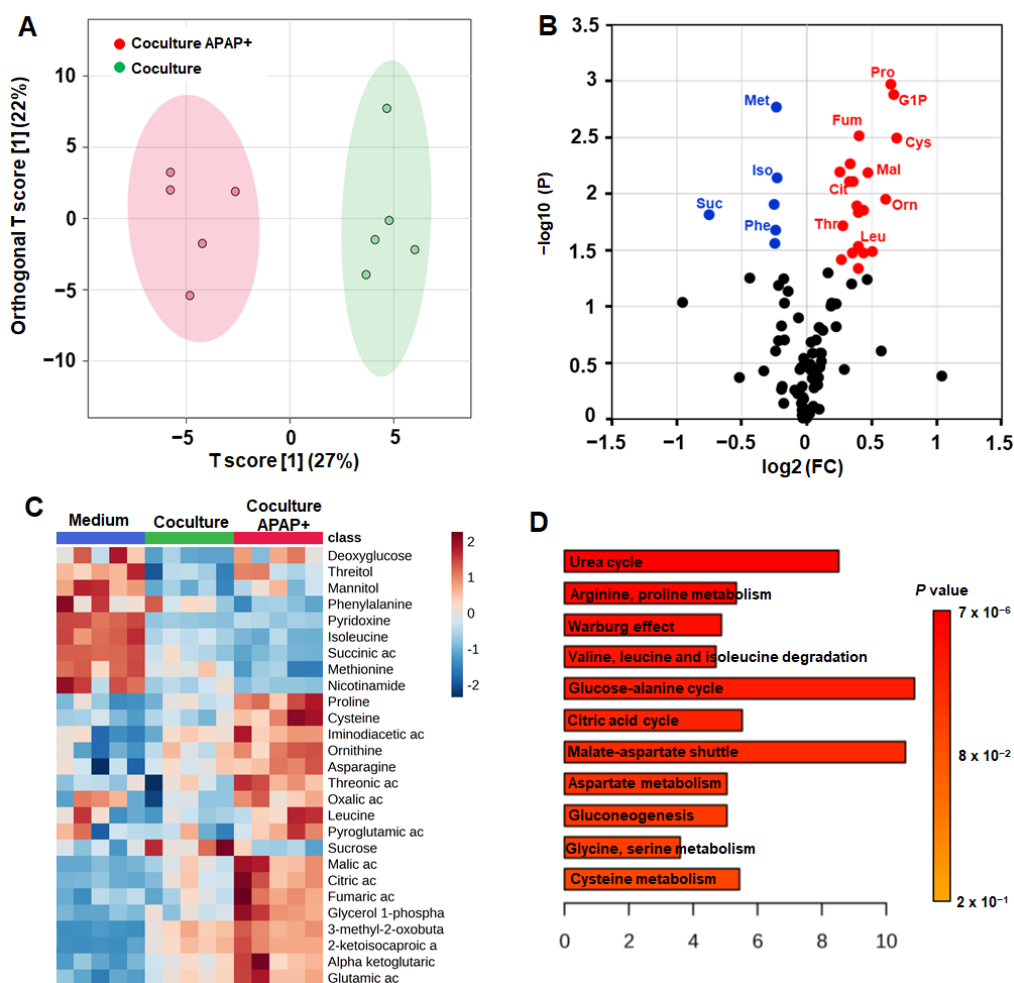 A
Coculture APAP+
Coculture
Orthogonal T score [1] (22%)
10
5
0
−5
−10
−5
0
5
T score [1] (27%)
B
−log10 (P)
3.5
3
2.5
2
1.5
1
0.5
0
Pro
G1P
Met
Fum
Cys
Iso
Mal
Cit
Suc
Orn
Phe
Thr
Leu
−1.5
−1
−0.5
0
0.5
1
1.5
log2 (FC)
C
Medium
Coculture
Coculture
APAP+
class
Deoxyglucose
Threitol
Mannitol
Phenylalanine
Pyridoxine
Isoleucine
Succinic ac
Methionine
Nicotinamide
Proline
Cysteine
Iminodiacetic ac
Ornithine
Asparagine
Threonic ac
Oxalic ac
Leucine
Pyroglutamic ac
Sucrose
Malic ac
Citric ac
Fumaric ac
Glycerol 1-phospha
3-methyl-2-oxobuta
2-ketoisocaproic a
Alpha ketoglutaric
Glutamic ac
2
1
0
-1
-2
D
Urea cycle
Arginine, proline metabolism
Warburg effect
Valine, leucine and isoleucine degradation
Glucose-alanine cycle
Citric acid cycle
Malate-aspartate shuttle
Aspartate metabolism
Gluconeogenesis
Glycine, serine metabolism
Cysteine metabolism
0
2
4
6
8
10
P value
7 x 10⁻⁶
8 x 10⁻²
2 x 10⁻¹